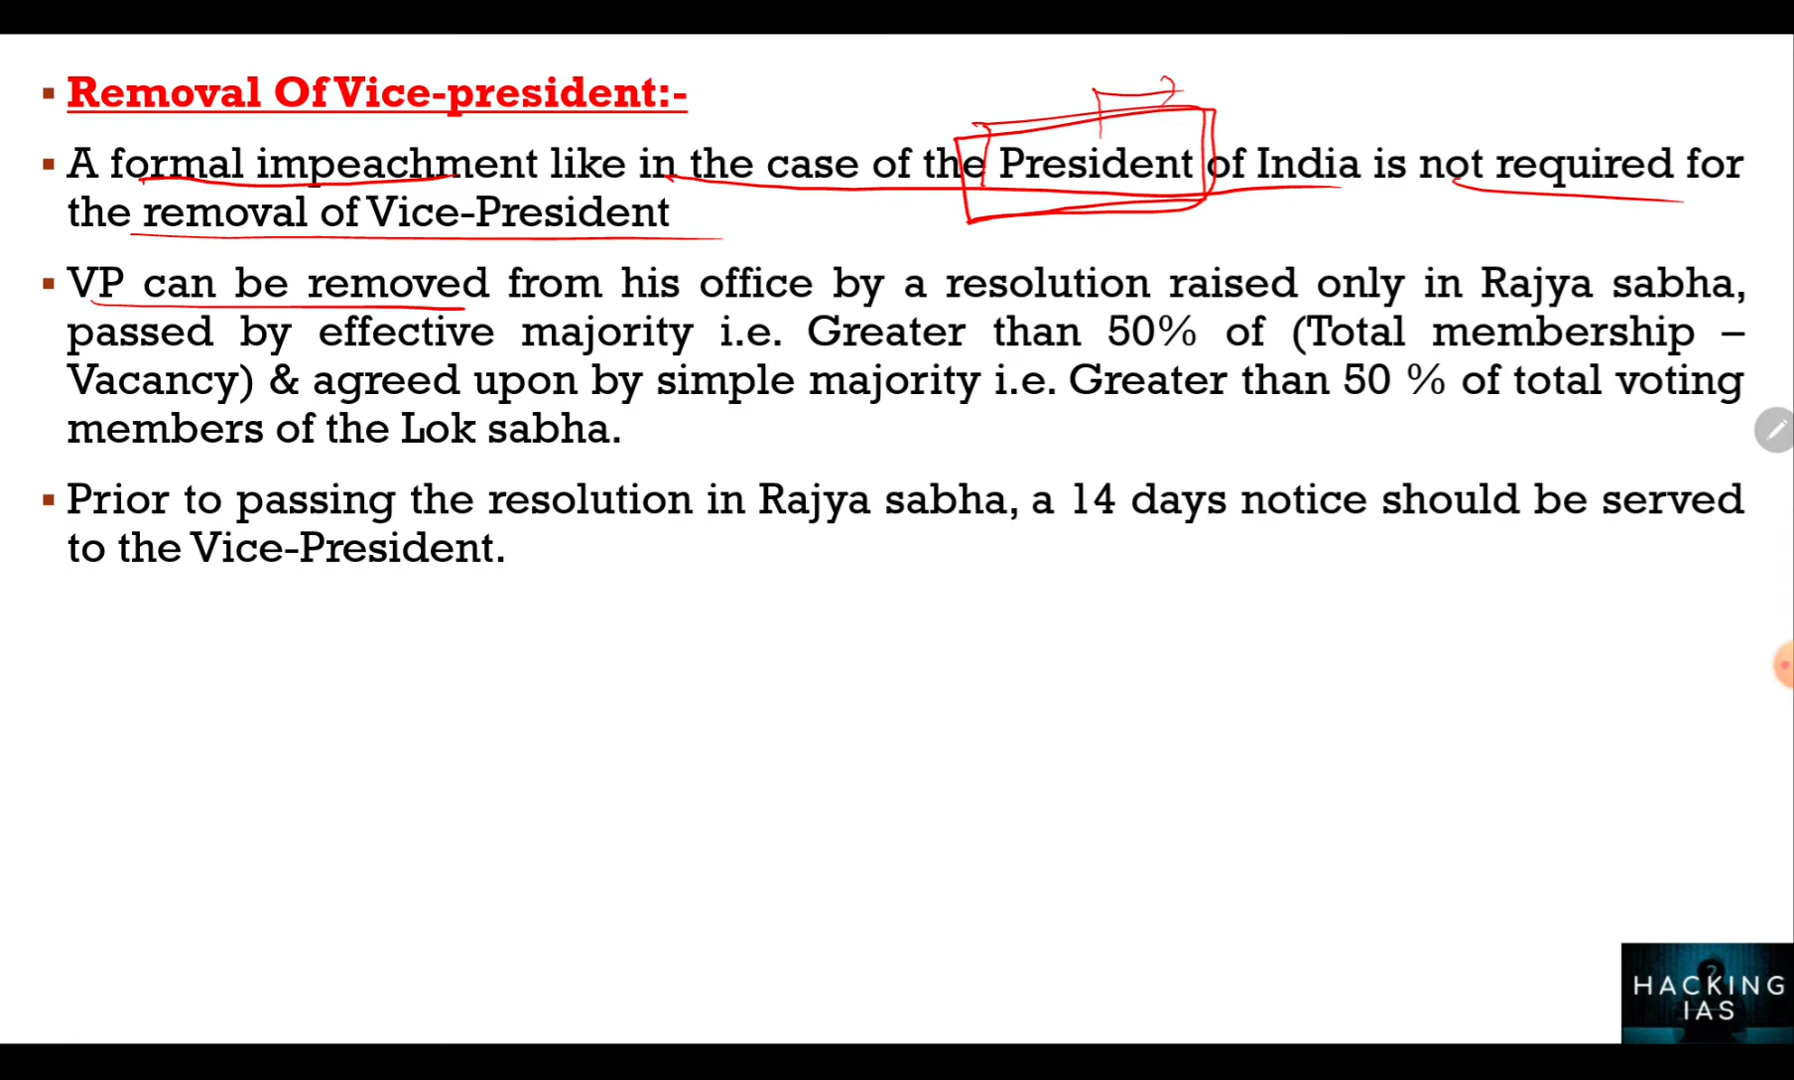 Removal Of Vice-president:-
A formal impeachment like in the case of the President of India is not required for
the removal of Vice-President
VP can be removed from his office by a resolution raised only in Rajya sabha,
passed by effective majority i.e. Greater than 50% of (Total membership –
Vacancy) & agreed upon by simple majority i.e. Greater than 50 % of total voting
members of the Lok sabha.
Prior to passing the resolution in Rajya sabha, a 14 days notice should be served
to the Vice-President.
HACKING
IAS